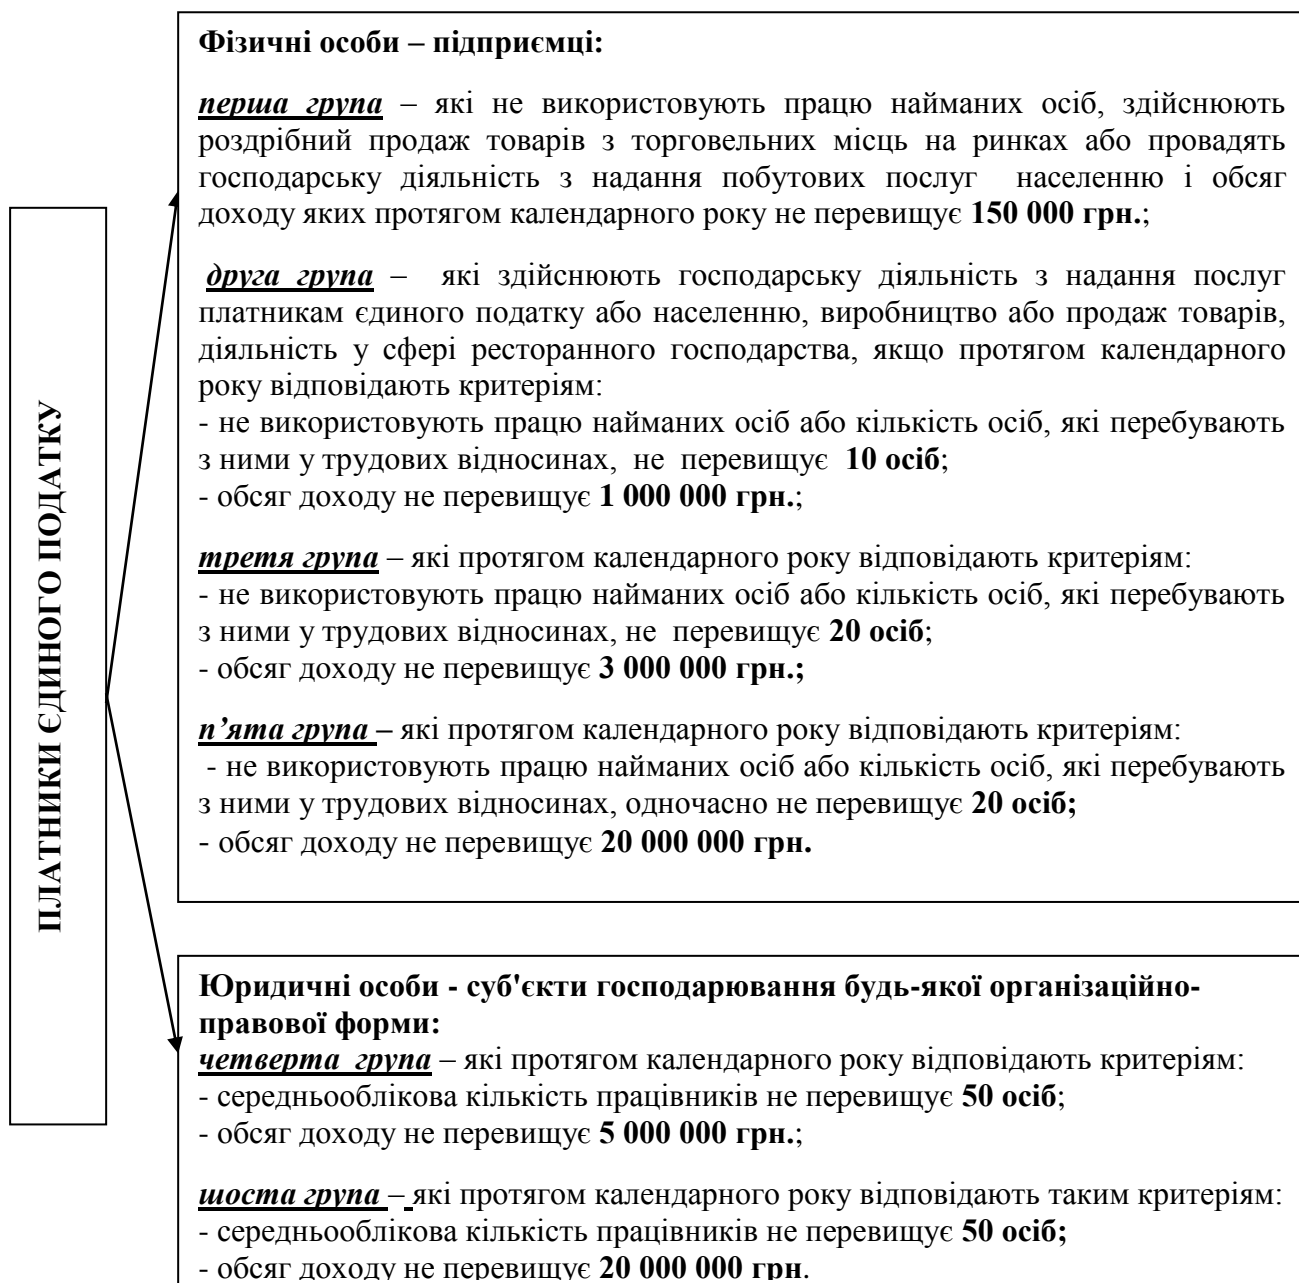 ПЛАТНИКИ ЄДИНОГО ПОДАТКУ
Фізичні особи – підприємці:
перша група – які не використовують працю найманих осіб, здійснюють
роздрібний продаж товарів з торговельних місць на ринках або провадять
господарську діяльність з надання побутових послуг населенню і обсяг
доходу яких протягом календарного року не перевищує 150 000 грн.;
друга група – які здійснюють господарську діяльність з надання послуг
платникам єдиного податку або населенню, виробництво або продаж товарів,
діяльність у сфері ресторанного господарства, якщо протягом календарного
року відповідають критеріям:
- не використовують працю найманих осіб або кількість осіб, які перебувають
з ними у трудових відносинах, не перевищує 10 осіб;
- обсяг доходу не перевищує 1 000 000 грн.;
третя група – які протягом календарного року відповідають критеріям:
- не використовують працю найманих осіб або кількість осіб, які перебувають
з ними у трудових відносинах, не перевищує 20 осіб;
- обсяг доходу не перевищує 3 000 000 грн.;
п’ята група – які протягом календарного року відповідають критеріям:
- не використовують працю найманих осіб або кількість осіб, які перебувають
з ними у трудових відносинах, одночасно не перевищує 20 осіб;
- обсяг доходу не перевищує 20 000 000 грн.
Юридичні особи - суб'єкти господарювання будь-якої організаційно-
правової форми:
четверта група – які протягом календарного року відповідають критеріям:
- середньооблікова кількість працівників не перевищує 50 осіб;
- обсяг доходу не перевищує 5 000 000 грн.;
шоста група – які протягом календарного року відповідають таким критеріям:
- середньооблікова кількість працівників не перевищує 50 осіб;
- обсяг доходу не перевищує 20 000 000 грн.